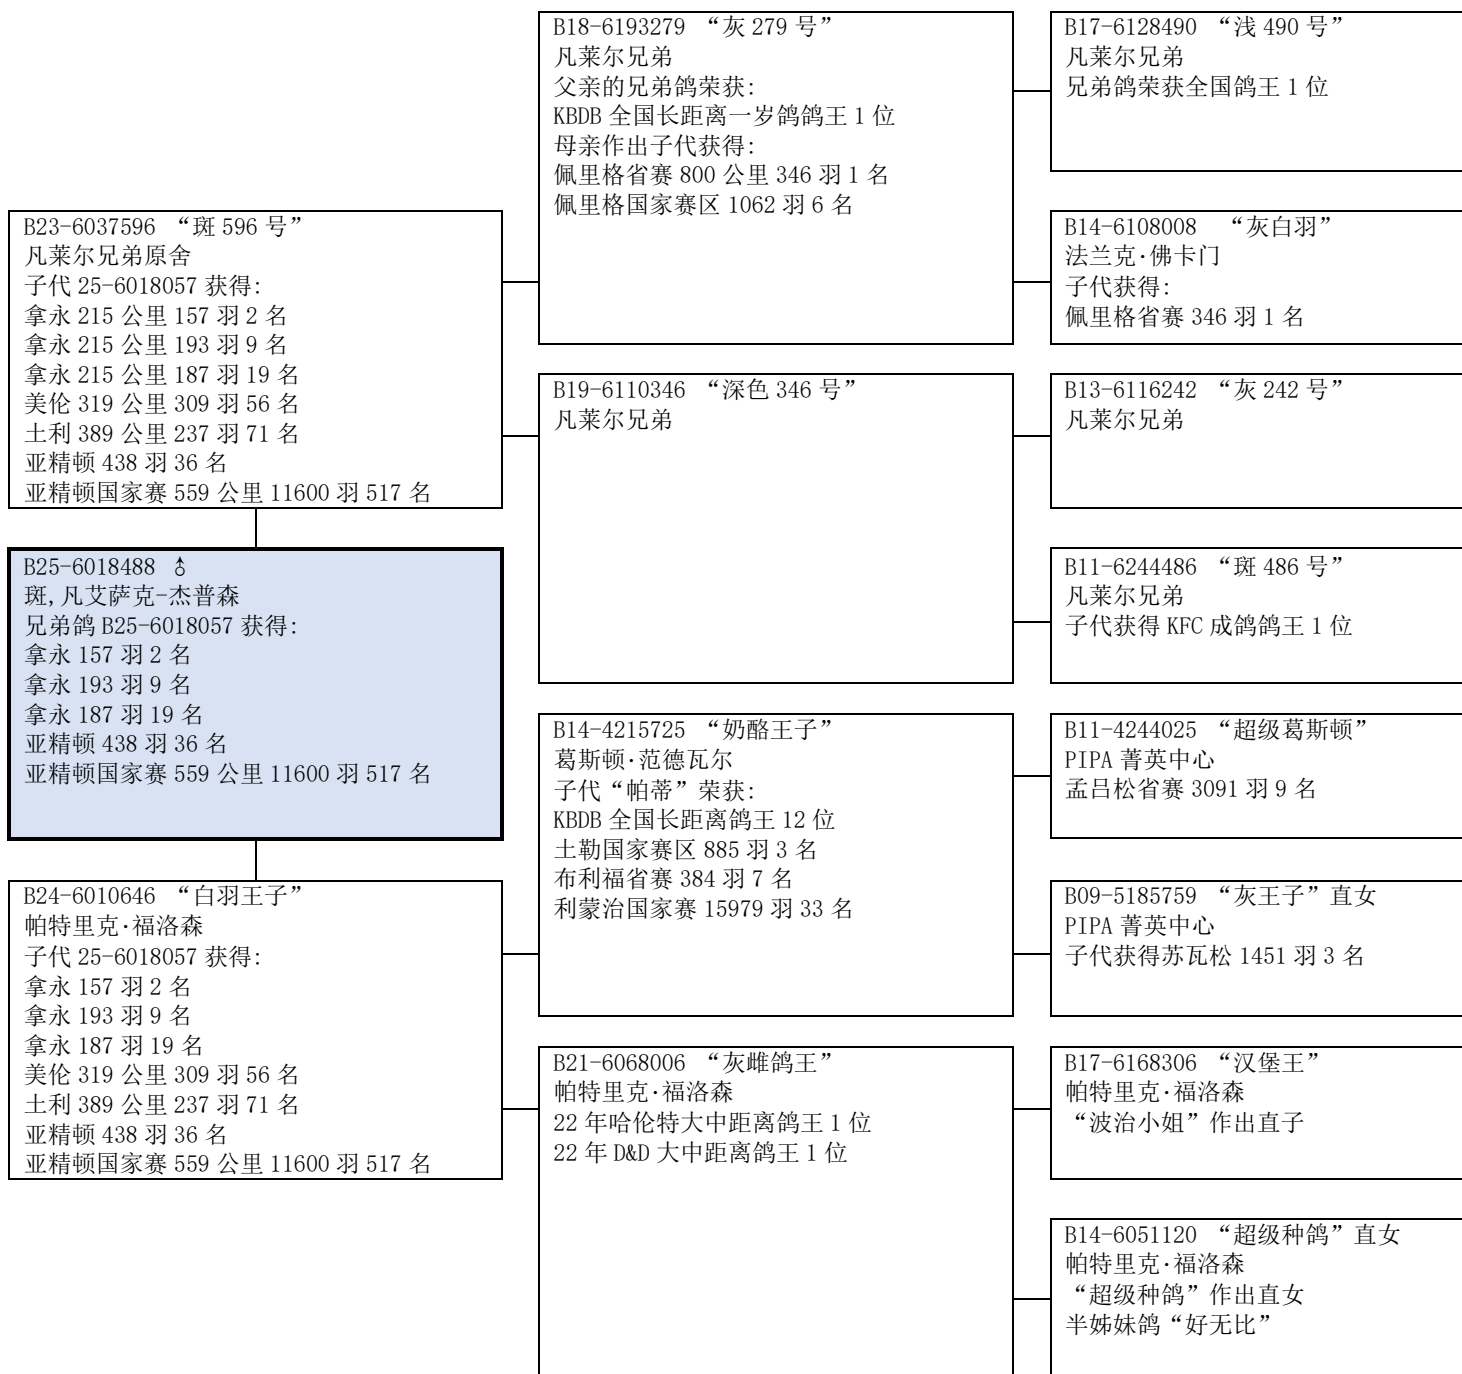 B23-6037596 “斑 596 号”
凡莱尔兄弟原舍
子代 25-6018057 获得:
拿永 215 公里 157 羽 2 名
拿永 215 公里 193 羽 9 名
拿永 215 公里 187 羽 19 名
美伦 319 公里 309 羽 56 名
土利 389 公里 237 羽 71 名
亚精顿 438 羽 36 名
亚精顿国家赛 559 公里 11600 羽 517 名
B25-6018488 ♂
斑,凡艾萨克-杰普森
兄弟鸽 B25-6018057 获得:
拿永 157 羽 2 名
拿永 193 羽 9 名
拿永 187 羽 19 名
亚精顿 438 羽 36 名
亚精顿国家赛 559 公里 11600 羽 517 名
B24-6010646 “白羽王子”
帕特里克·福洛森
子代 25-6018057 获得:
拿永 157 羽 2 名
拿永 193 羽 9 名
拿永 187 羽 19 名
美伦 319 公里 309 羽 56 名
土利 389 公里 237 羽 71 名
亚精顿 438 羽 36 名
亚精顿国家赛 559 公里 11600 羽 517 名
B18-6193279 “灰 279 号”
凡莱尔兄弟
父亲的兄弟鸽荣获:
KBDB 全国长距离一岁鸽鸽王 1 位
母亲作出子代获得:
佩里格省赛 800 公里 346 羽 1 名
佩里格国家赛区 1062 羽 6 名
B19-6110346 “深色 346 号”
凡莱尔兄弟
B14-4215725 “奶酪王子”
葛斯顿·范德瓦尔
子代“帕蒂”荣获:
KBDB 全国长距离鸽王 12 位
土勒国家赛区 885 羽 3 名
布利福省赛 384 羽 7 名
利蒙治国家赛 15979 羽 33 名
B21-6068006 “灰雌鸽王”
帕特里克·福洛森
22 年哈伦特大中距离鸽王 1 位
22 年 D&D 大中距离鸽王 1 位
B17-6128490 “浅 490 号”
凡莱尔兄弟
兄弟鸽荣获全国鸽王 1 位
B14-6108008 “灰白羽”
法兰克·佛卡门
子代获得:
佩里格省赛 346 羽 1 名
B13-6116242 “灰 242 号”
凡莱尔兄弟
B11-6244486 “斑 486 号”
凡莱尔兄弟
子代获得 KFC 成鸽鸽王 1 位
B11-4244025 “超级葛斯顿”
PIPA 菁英中心
孟吕松省赛 3091 羽 9 名
B09-5185759 “灰王子”直女
PIPA 菁英中心
子代获得苏瓦松 1451 羽 3 名
B17-6168306 “汉堡王”
帕特里克·福洛森
“波治小姐”作出直子
B14-6051120 “超级种鸽”直女
帕特里克·福洛森
“超级种鸽”作出直女
半姊妹鸽“好无比”